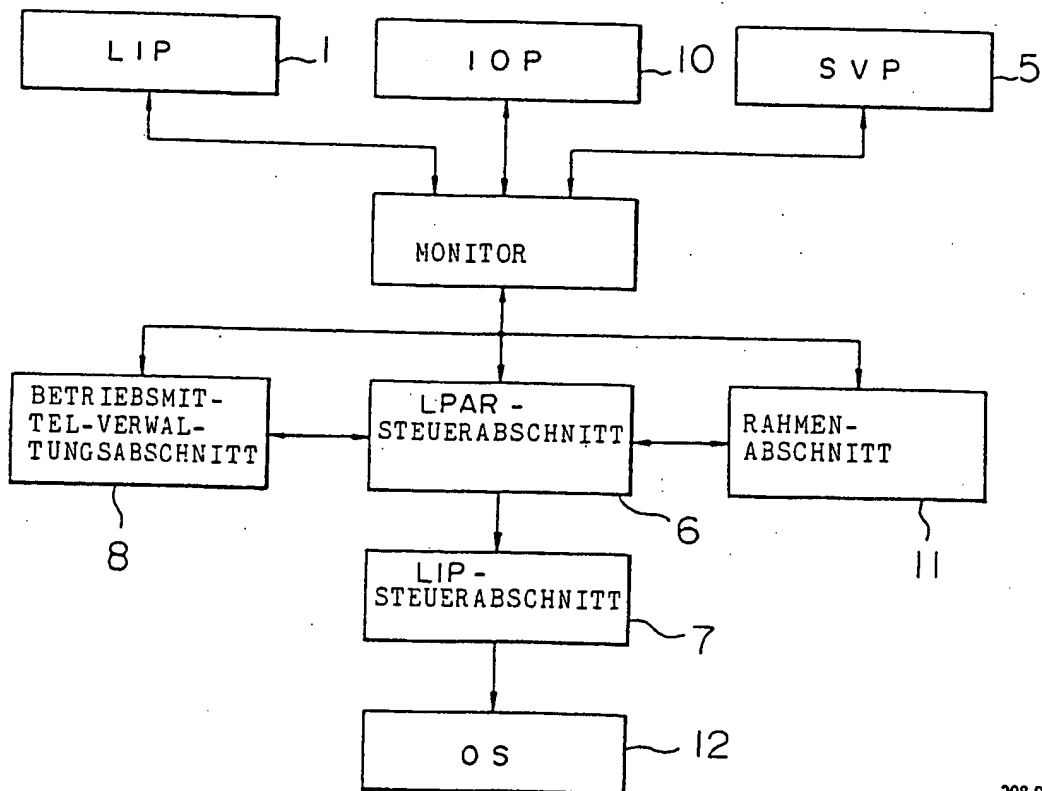 LIP
1
IOP
10
SVP
5
MONITOR
BETRIEBSMIT-
TEL-VERWAL-
TUNGSABSCHNITT
8
LPAR-
STEUERABSCHNITT
6
RAHMEN-
ABSCHNITT
11
LIP-
STEUERABSCHNITT
7
OS
12